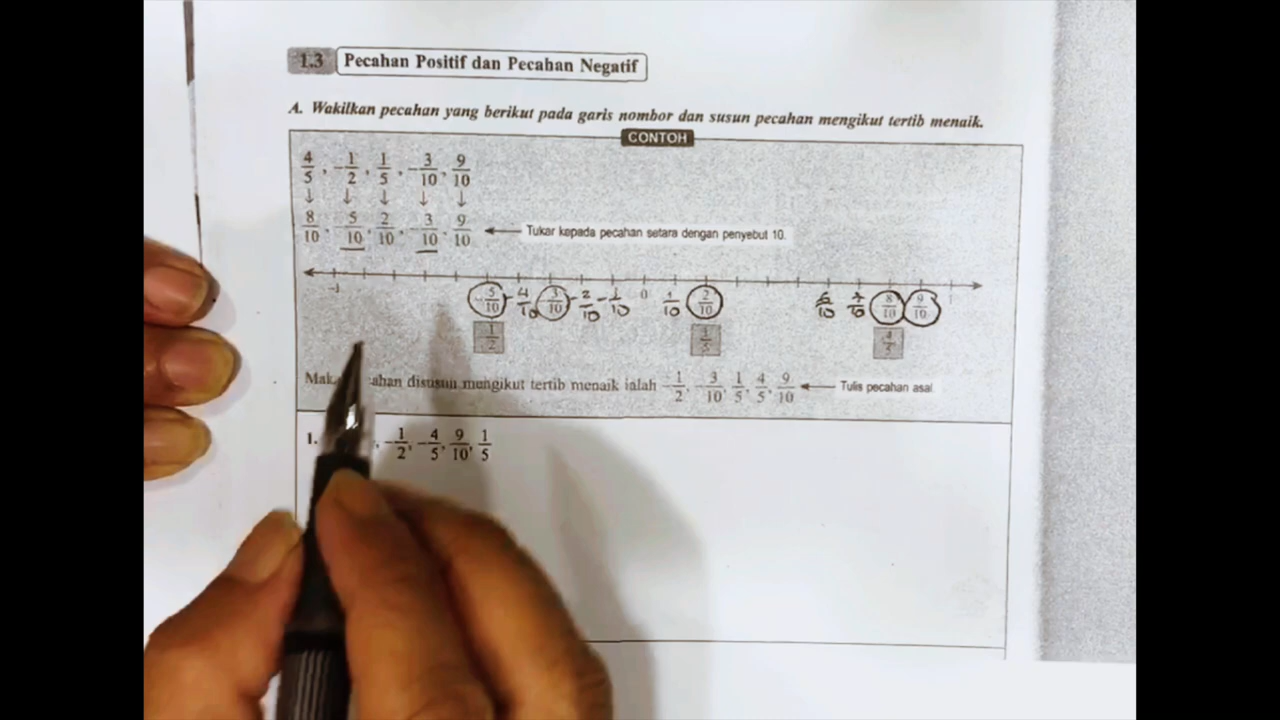 1.3 Pecahan Positif dan Pecahan Negatif
A. Wakilkan pecahan yang berikut pada garis nombor dan susun pecahan mengikut tertib menaik.
CONTOH
4/5, -1/2, 1/5, -3/10, 9/10
↓ ↓ ↓ ↓ ↓
8/10, -5/10, 2/10, -3/10, 9/10 ← Tukar kepada pecahan setara dengan penyebut 10.
-1 -5/10 -4/10 3/10 -2/10 -1/10 0 1/10 2/10 6/10 7/10 8/10 9/10 1
-1/2 1/5 4/5
disusun mengikut tertib menaik ialah -1/2, -3/10, 1/5, 4/5, 9/10 ← Tulis pecahan asal.
1. , -1/2, -4/5, 9/10, 1/5